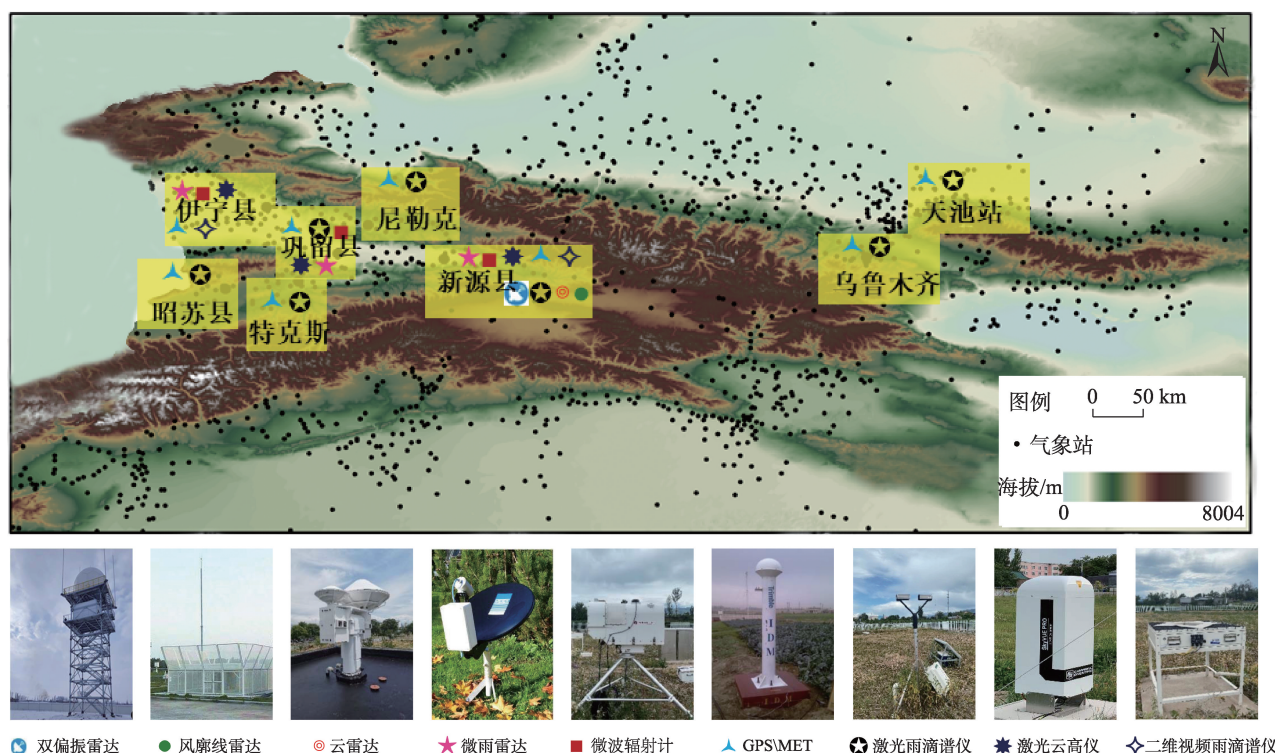 N
伊宁县
尼勒克
天池站
巩留县
新源县
乌鲁木齐
昭苏县
特克斯
图例 0 50 km
气象站
海拔/m
0 8004
Trimble
IDM
SkyVUE PRO
双偏振雷达 风廓线雷达 云雷达 微雨雷达 微波辐射计 GPS\MET 激光雨滴谱仪 激光云高仪 二维视频雨滴谱仪